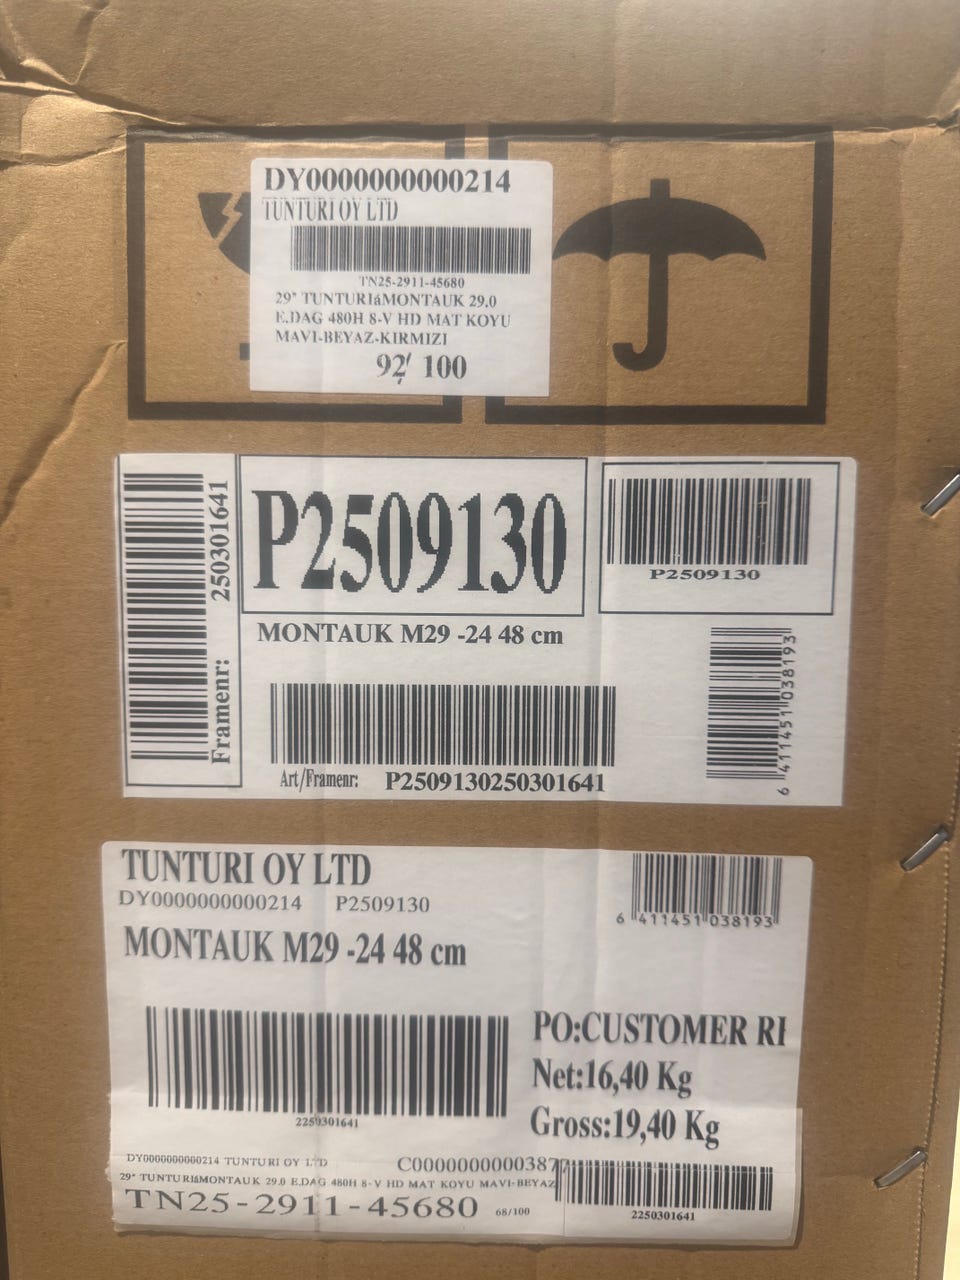 DY0000000000214
TUNTURI OY LTD
TN25-2911-45680
29" TUNTURIáMONTAUK 29.0
E.DAG 480H 8-V HD MAT KOYU
MAVI-BEYAZ-KIRMIZI
92/ 100
Framenr: 250301641
P2509130
P2509130
MONTAUK M29 -24 48 cm
6 411451 038193
Art/Framenr: P2509130250301641
TUNTURI OY LTD
DY0000000000214 P2509130
6 411451 038193
MONTAUK M29 -24 48 cm
PO:CUSTOMER RI
Net:16,40 Kg
Gross:19,40 Kg
2250301641
DY0000000000214 TUNTURI OY LTD
29" TUNTURIáMONTAUK 29.0 E.DAG 480H 8-V HD MAT KOYU MAVI-BEYAZ
TN25-2911-45680 68/100
2250301641